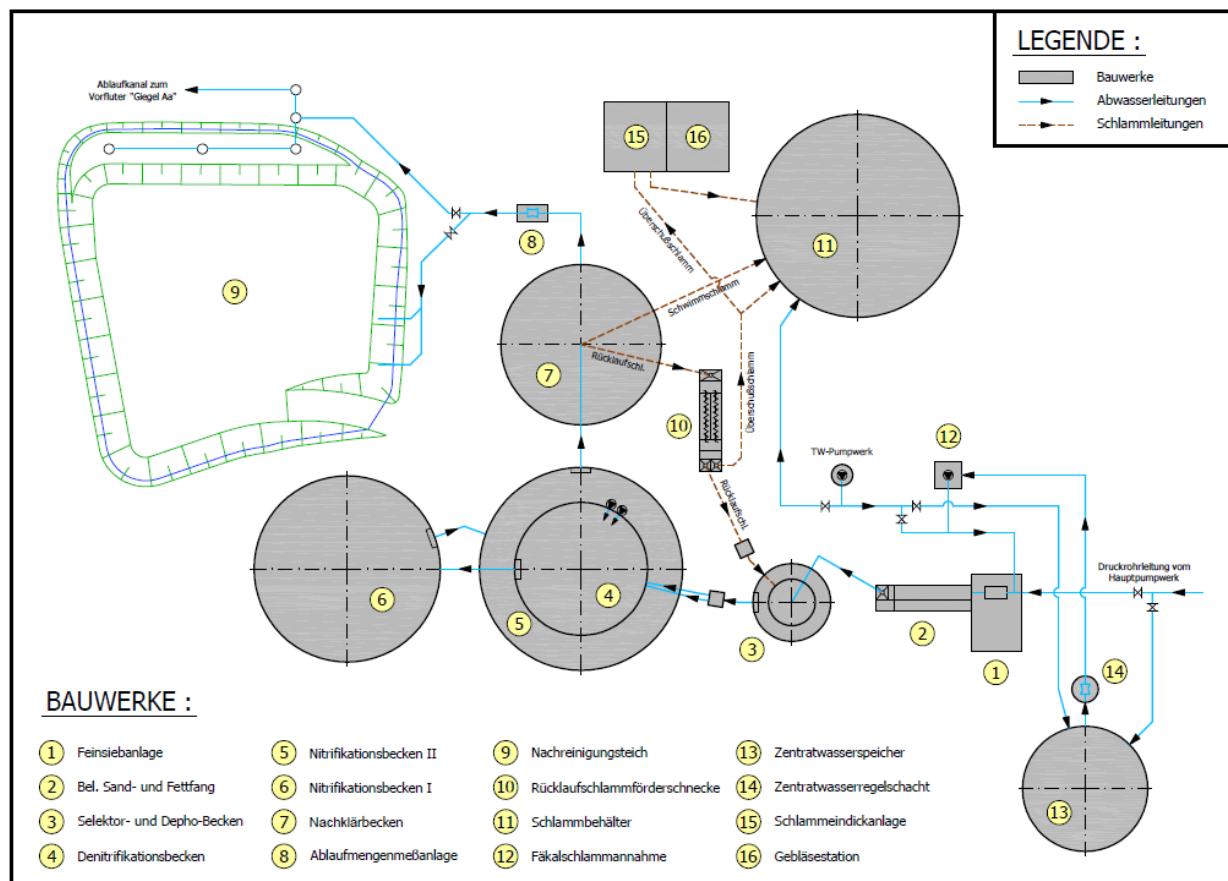 LEGENDE :
Bauwerke
Abwasserleitungen
Schlammleitungen
Ablaufkanal zum
Vorfluter "Giegel Aa"
15
16
Überschußschlamm
11
8
9
Schwimmschlamm
Rücklaufschl.
7
Überschußschlamm
10
TW-Pumpwerk
12
Rücklaufschl.
Druckrohrleitung vom
Hauptpumpwerk
6
5
4
3
2
1
14
13
BAUWERKE :
1 Feinsiebanlage
2 Bel. Sand- und Fettfang
3 Selektor- und Depho-Becken
4 Denitrifikationsbecken
5 Nitrifikationsbecken II
6 Nitrifikationsbecken I
7 Nachklärbecken
8 Ablaufmengenmeßanlage
9 Nachreinigungsteich
10 Rücklaufschlammförderschnecke
11 Schlammbehälter
12 Fäkalschlammannahme
13 Zentratwasserspeicher
14 Zentratwasserregelschacht
15 Schlammeindickanlage
16 Gebläsestation